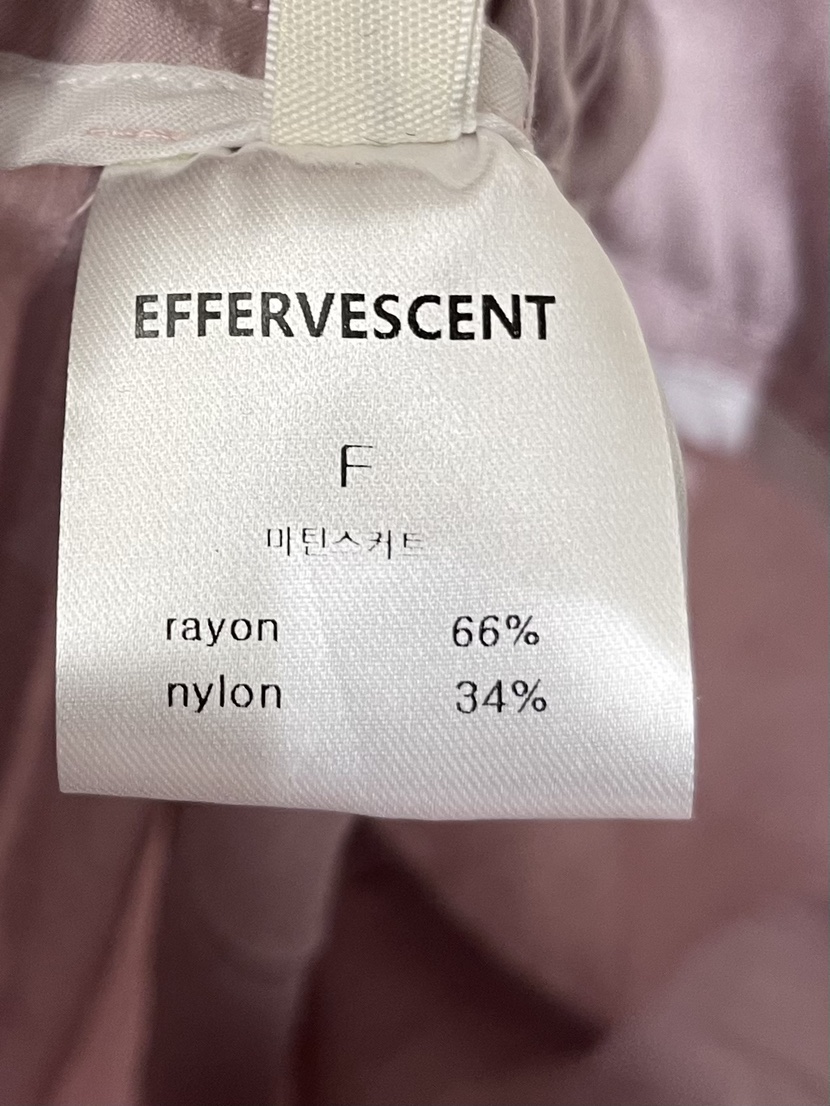 EFFERVESCENT
F
마틴스커트
rayon 66%
nylon 34%